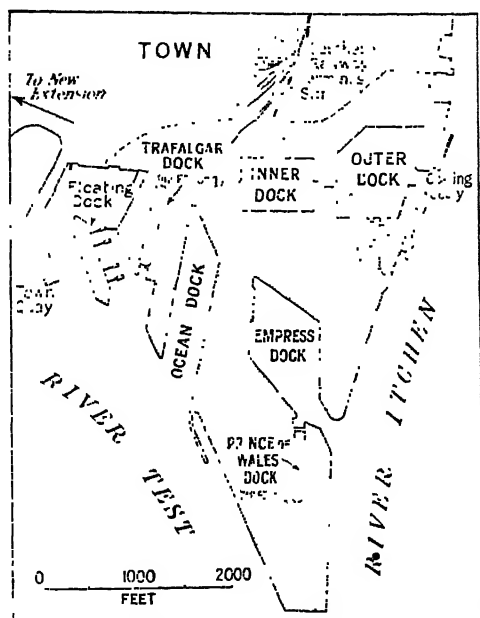 TOWN
To New
Extension
TRAFALGAR
DOCK
Floating
Dock
INNER
DOCK
OUTER
DOCK
OCEAN DOCK
EMPRESS
DOCK
PRINCE OF
WALES
DOCK
RIVER TEST
RIVER ITCHEN
0 1000 2000
FEET